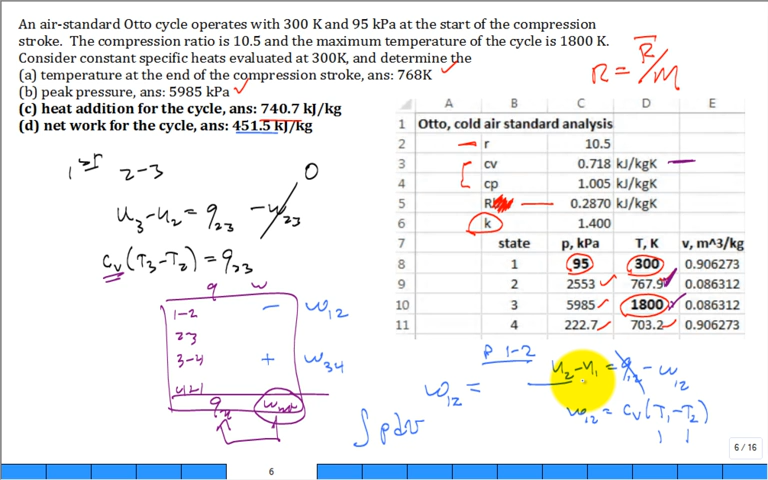 An air-standard Otto cycle operates with 300 K and 95 kPa at the start of the compression
stroke. The compression ratio is 10.5 and the maximum temperature of the cycle is 1800 K.
Consider constant specific heats evaluated at 300K, and determine the
(a) temperature at the end of the compression stroke, ans: 768K
(b) peak pressure, ans: 5985 kPa
(c) heat addition for the cycle, ans: 740.7 kJ/kg
(d) net work for the cycle, ans: 451.5 kJ/kg
R = R̅/M
A B C D E
1 Otto, cold air standard analysis
2 r 10.5
3 cv 0.718 kJ/kgK
4 cp 1.005 kJ/kgK
5 R 0.2870 kJ/kgK
6 k 1.400
7 state p, kPa T, K v, m^3/kg
8 1 95 300 0.906273
9 2 2553 767.9 0.086312
10 3 5985 1800 0.086312
11 4 222.7 703.2 0.906273
1st 2-3
0
u3-u2 = q23 - w23
cv(T3-T2) = q23
q w
1-2 - w12
2-3
3-4 + w34
4-1
wnet
p 1-2
w12 =
u2-u1 = q12 - w12
w12 = cv(T1-T2)
∫pdv
6
6 / 16